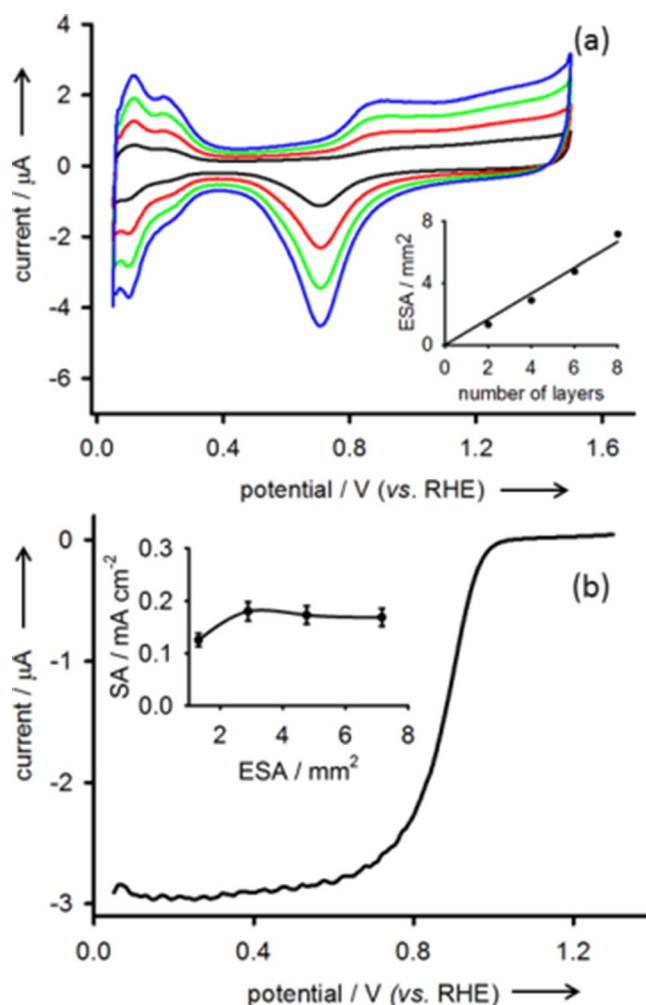 (a)
4
2
0
-2
-4
-6
current / μA
0.0 0.4 0.8 1.2 1.6
potential / V (vs. RHE)
8
4
0
ESA / mm2
0 2 4 6 8
number of layers
(b)
0
-1
-2
-3
current / μA
0.0 0.4 0.8 1.2
potential / V (vs. RHE)
0.3
0.2
0.1
0.0
SA / mA cm⁻²
2 4 6 8
ESA / mm²